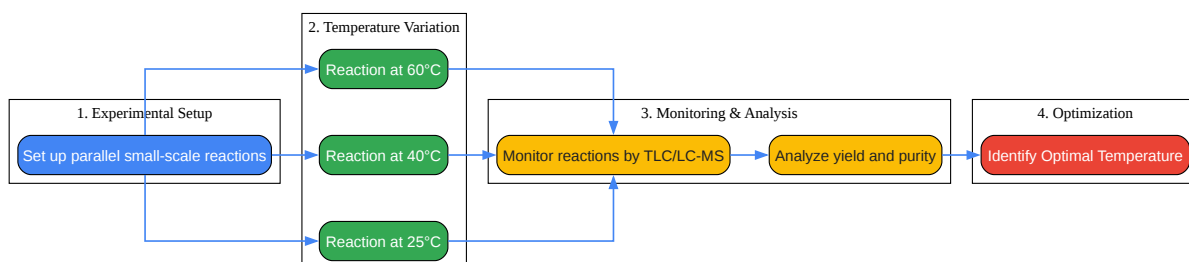 1. Experimental Setup
Set up parallel small-scale reactions
2. Temperature Variation
Reaction at 60°C
Reaction at 40°C
Reaction at 25°C
3. Monitoring & Analysis
Monitor reactions by TLC/LC-MS
Analyze yield and purity
4. Optimization
Identify Optimal Temperature